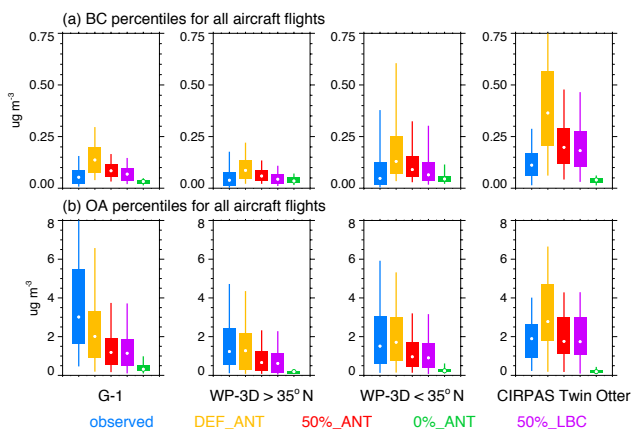 (a) BC percentiles for all aircraft flights
0.75 0.75 0.75 0.75
0.50 0.50 0.50 0.50
ug m⁻³
0.25 0.25 0.25 0.25
0.00 0.00 0.00 0.00
(b) OA percentiles for all aircraft flights
8 8 8 8
6 6 6 6
ug m⁻³
4 4 4 4
2 2 2 2
0 0 0 0
G-1 WP-3D > 35° N WP-3D < 35° N CIRPAS Twin Otter
observed DEF_ANT 50%_ANT 0%_ANT 50%_LBC